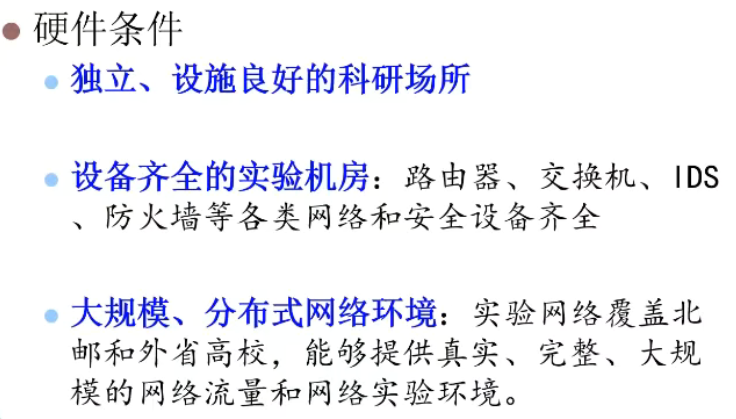 硬件条件
独立、设施良好的科研场所
设备齐全的实验机房：路由器、交换机、IDS
、防火墙等各类网络和安全设备齐全
大规模、分布式网络环境：实验网络覆盖北
邮和外省高校，能够提供真实、完整、大规
模的网络流量和网络实验环境。